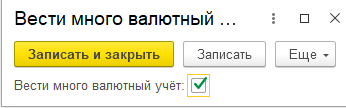 Вести много валютный ...
Записать и закрыть Записать Еще
Вести много валютный учёт: